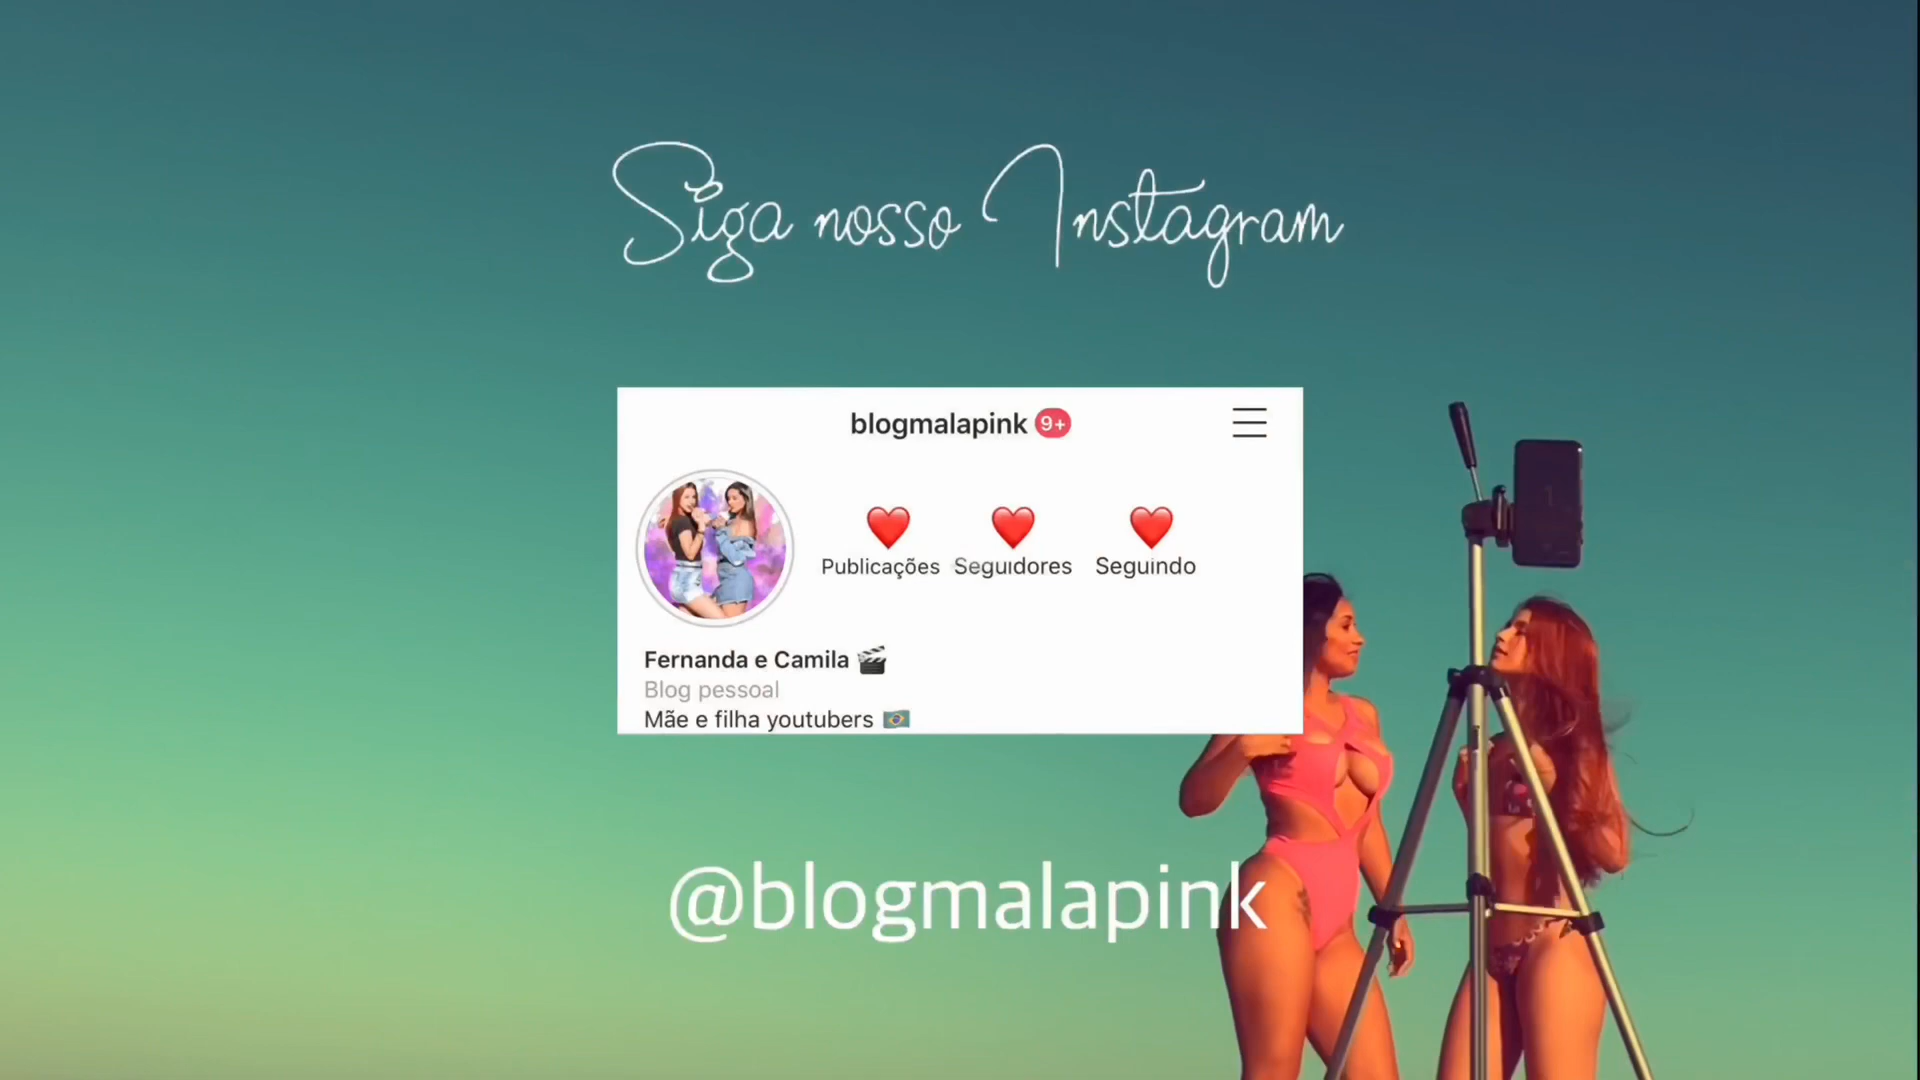 Siga nosso Instagram
blogmalapink 9+
Publicações Seguidores Seguindo
Fernanda e Camila
Blog pessoal
Mãe e filha youtubers
@blogmalapink